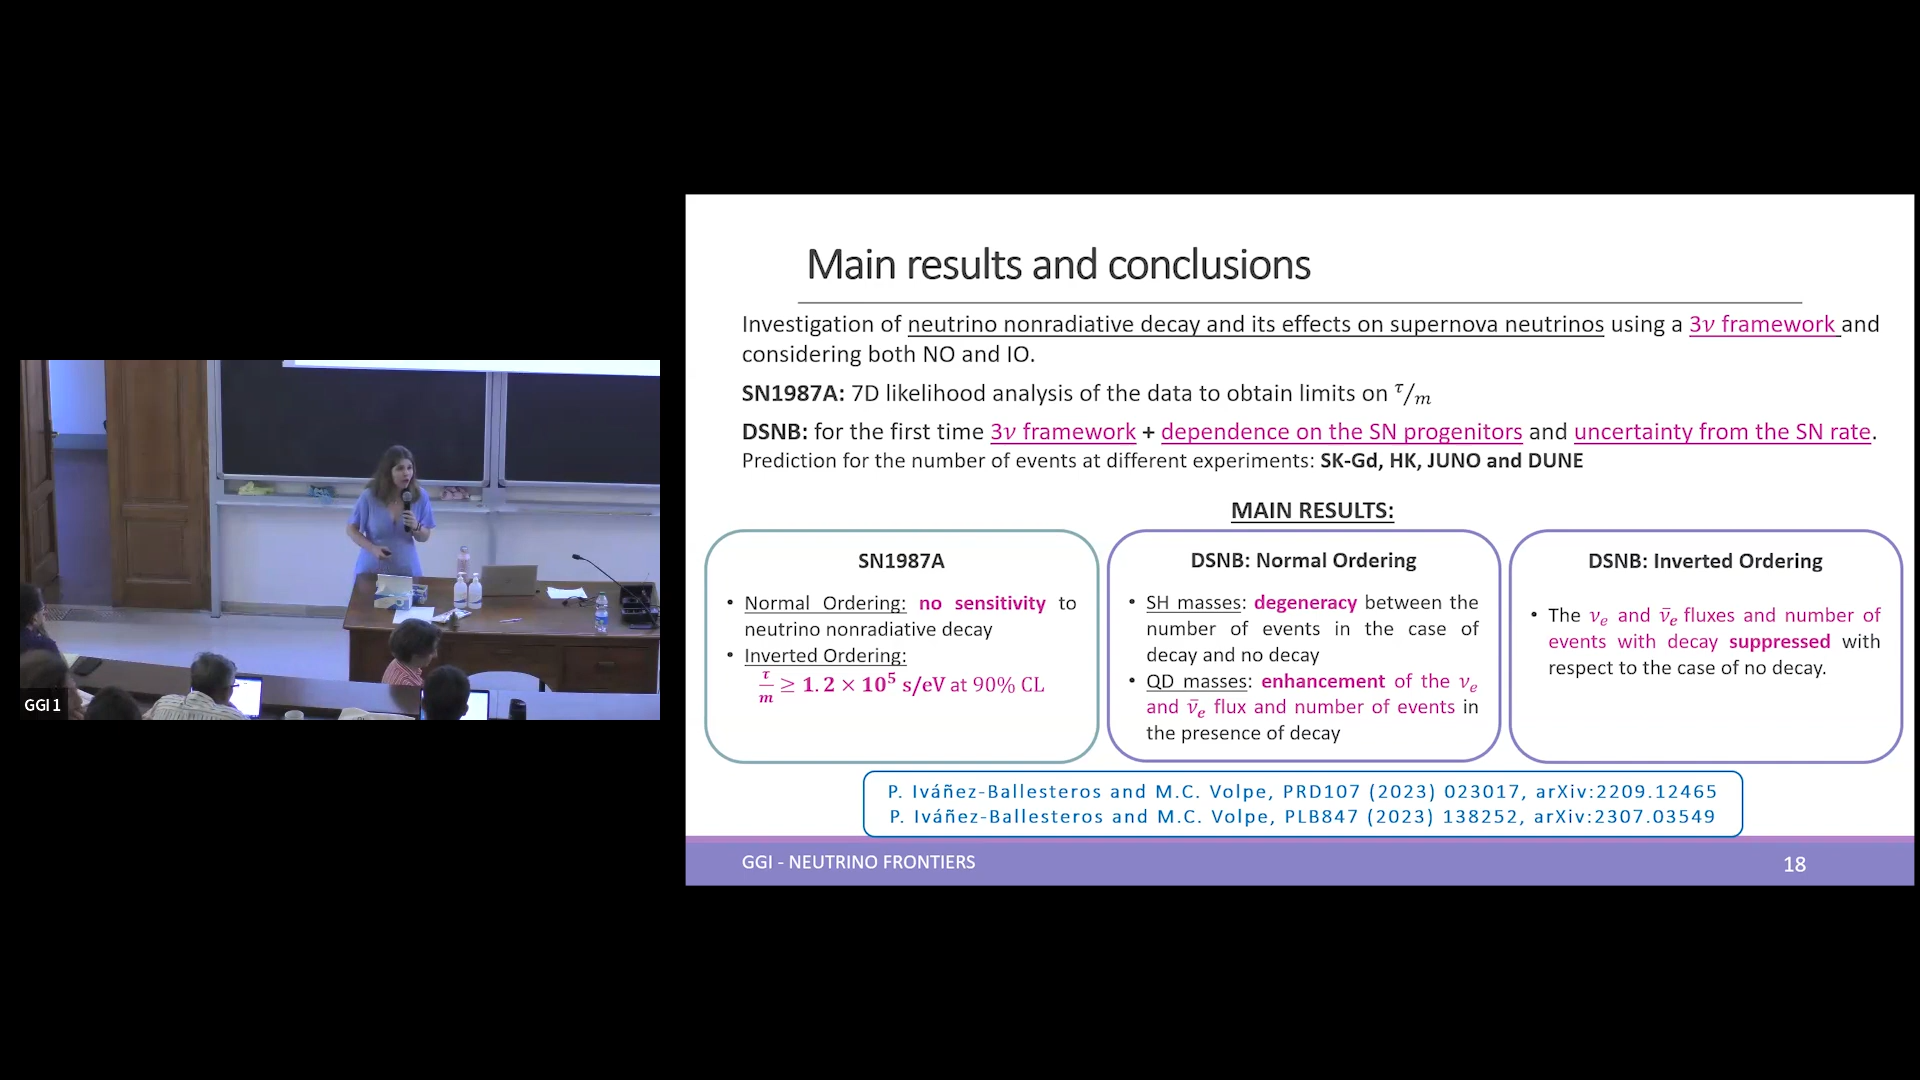 Main results and conclusions
Investigation of neutrino nonradiative decay and its effects on supernova neutrinos using a 3ν framework and
considering both NO and IO.
SN1987A: 7D likelihood analysis of the data to obtain limits on τ/m
DSNB: for the first time 3ν framework + dependence on the SN progenitors and uncertainty from the SN rate.
Prediction for the number of events at different experiments: SK-Gd, HK, JUNO and DUNE
MAIN RESULTS:
SN1987A
• Normal Ordering: no sensitivity to
neutrino nonradiative decay
• Inverted Ordering:
τ/m ≥ 1.2 × 10⁵ s/eV at 90% CL
DSNB: Normal Ordering
• SH masses: degeneracy between the
number of events in the case of
decay and no decay
• QD masses: enhancement of the νₑ
and ν̄ₑ flux and number of events in
the presence of decay
DSNB: Inverted Ordering
• The νₑ and ν̄ₑ fluxes and number of
events with decay suppressed with
respect to the case of no decay.
P. Iváñez-Ballesteros and M.C. Volpe, PRD107 (2023) 023017, arXiv:2209.12465
P. Iváñez-Ballesteros and M.C. Volpe, PLB847 (2023) 138252, arXiv:2307.03549
GGI - NEUTRINO FRONTIERS
18
GGI 1